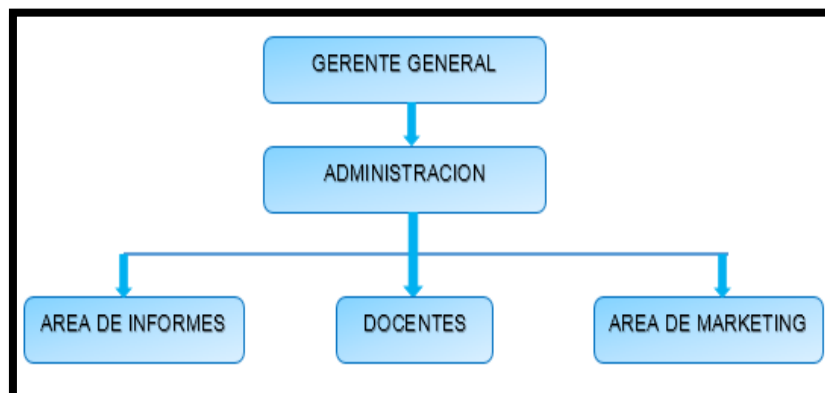 GERENTE GENERAL
ADMINISTRACION
AREA DE INFORMES
DOCENTES
AREA DE MARKETING